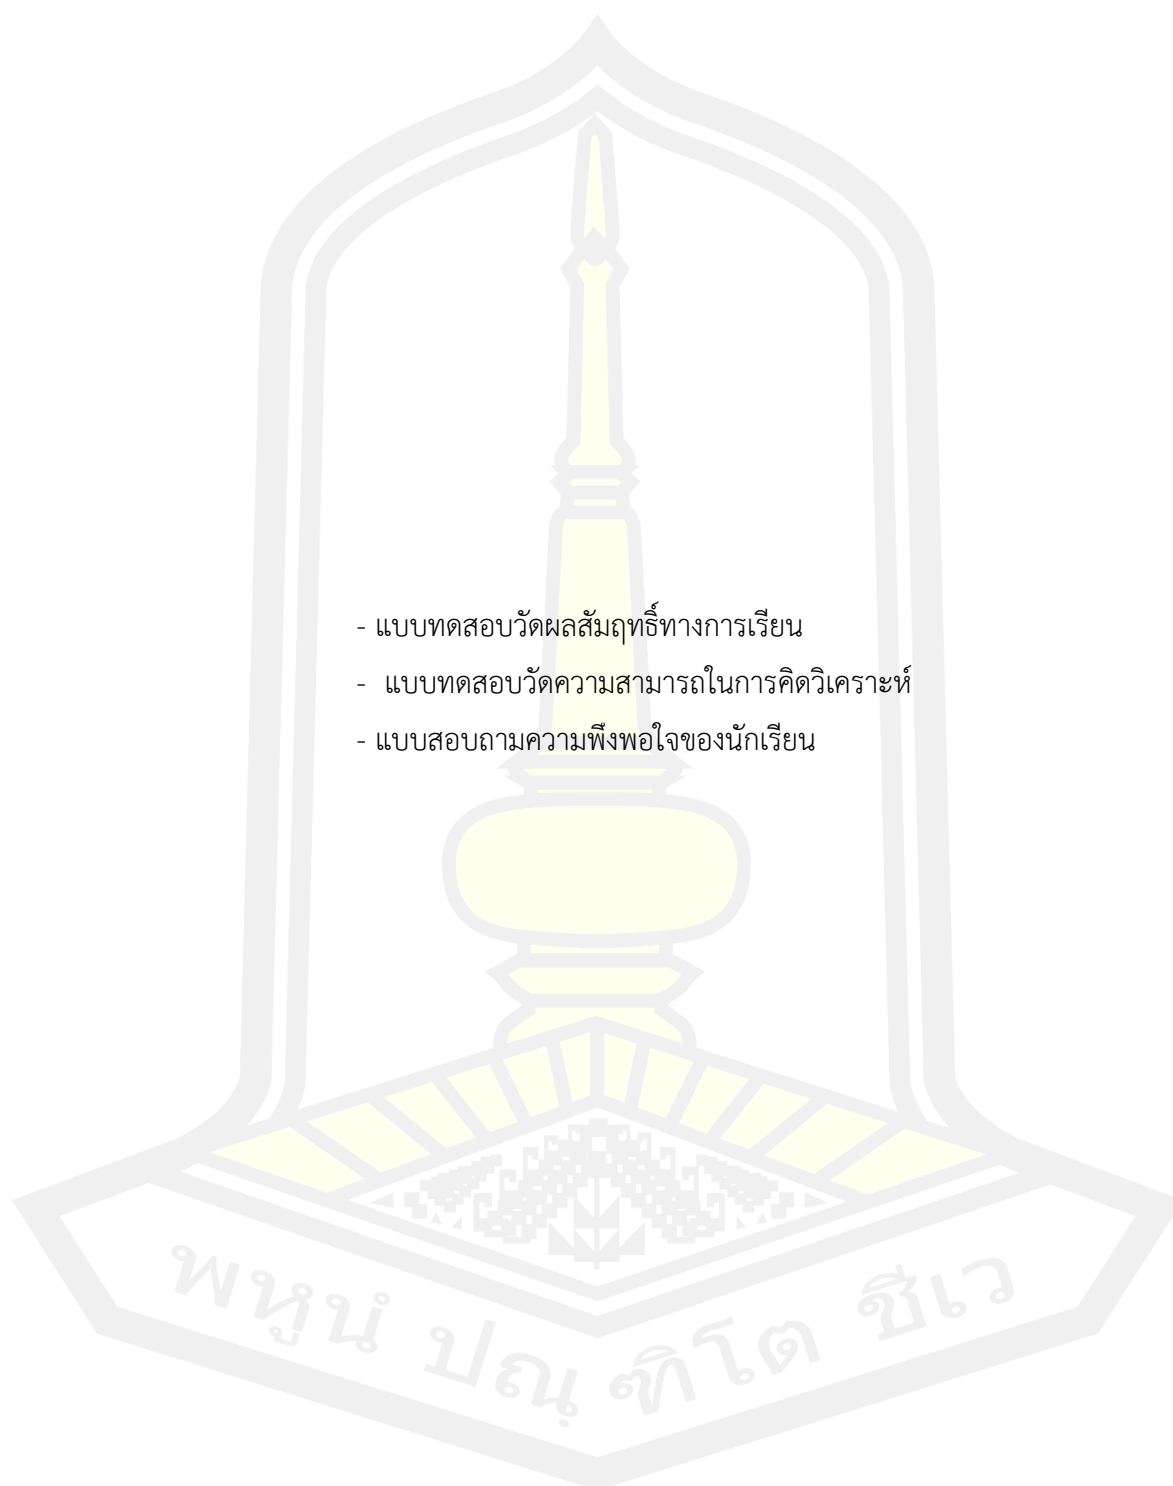 - แบบทดสอบวัดผลสัมฤทธิ์ทางการเรียน
- แบบทดสอบวัดความสามารถในการคิดวิเคราะห์
- แบบสอบถามความพึงพอใจของนักเรียน
พหูนํ ปณฺฑิโต ชีเว